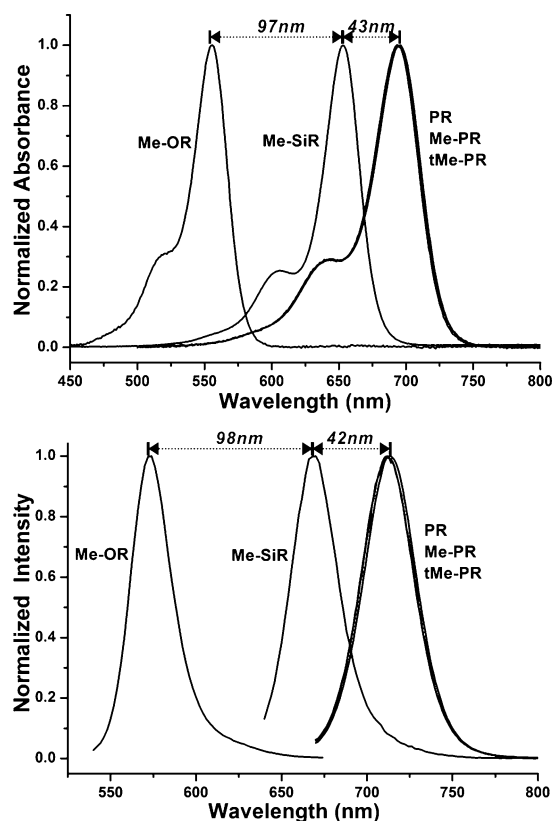 97nm 43nm
1.0
0.8
0.6
0.4
0.2
0.0
Normalized Absorbance
Me-OR
Me-SiR
PR
Me-PR
tMe-PR
450 500 550 600 650 700 750 800
Wavelength (nm)
98nm 42nm
1.0
0.8
0.6
0.4
0.2
0.0
Normalized Intensity
Me-OR
Me-SiR
PR
Me-PR
tMe-PR
550 600 650 700 750 800
Wavelength (nm)